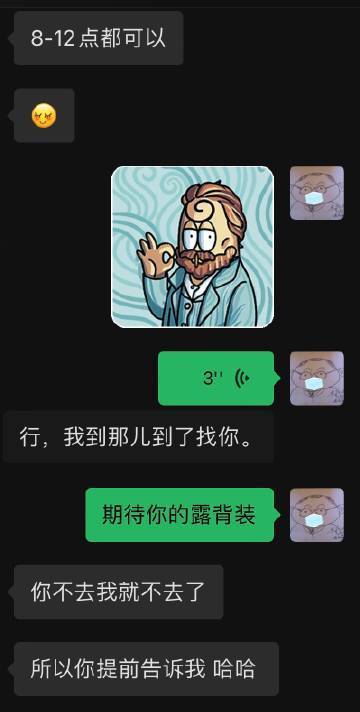 8-12点都可以
3''
行，我到那儿到了找你。
期待你的露背装
你不去我就不去了
所以你提前告诉我 哈哈